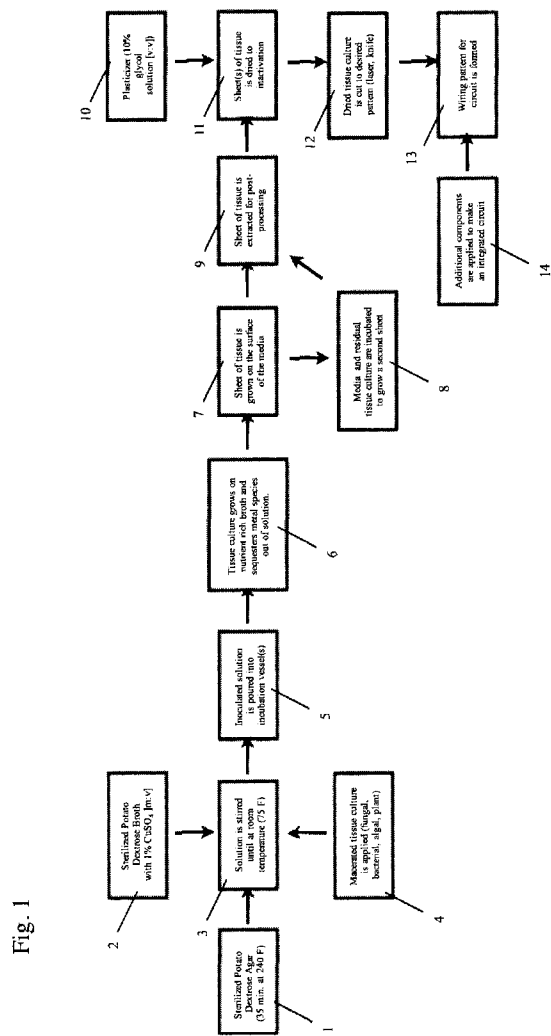 Fig. 1
Sterilized Potato
Dextrose Agar
(35 min. at 240 F)
1
Sterilized Potato
Dextrose Broth
with 1% CuSO4 [m:v]
2
Solution is stirred
until at room
temperature (75 F)
3
Macerated tissue culture
is applied (fungal,
bacterial, algal, plant)
4
Inoculated solution
is poured into
incubation vessel(s)
5
Tissue culture grows on
nutrient rich broth and
sequesters metal species
out of solution.
6
Sheet of tissue is
grown on the surface
of the media
7
Media and residual
tissue culture are incubated
to grow a second sheet
8
Sheet of tissue is
extracted for post-
processing
9
Plasticizer (10%
glycol
solution [v:v])
10
Sheet(s) of tissue
is dried to
inactivation
11
Dried tissue culture
is cut to desired
pattern (laser, knife)
12
Wiring pattern for
circuit is formed
13
Additional components
are applied to make
an integrated circuit
14